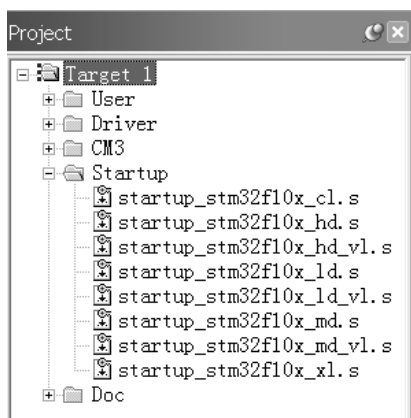 Project
Target 1
User
Driver
CM3
Startup
startup_stm32f10x_cl.s
startup_stm32f10x_hd.s
startup_stm32f10x_hd_vl.s
startup_stm32f10x_ld.s
startup_stm32f10x_ld_vl.s
startup_stm32f10x_md.s
startup_stm32f10x_md_vl.s
startup_stm32f10x_xl.s
Doc